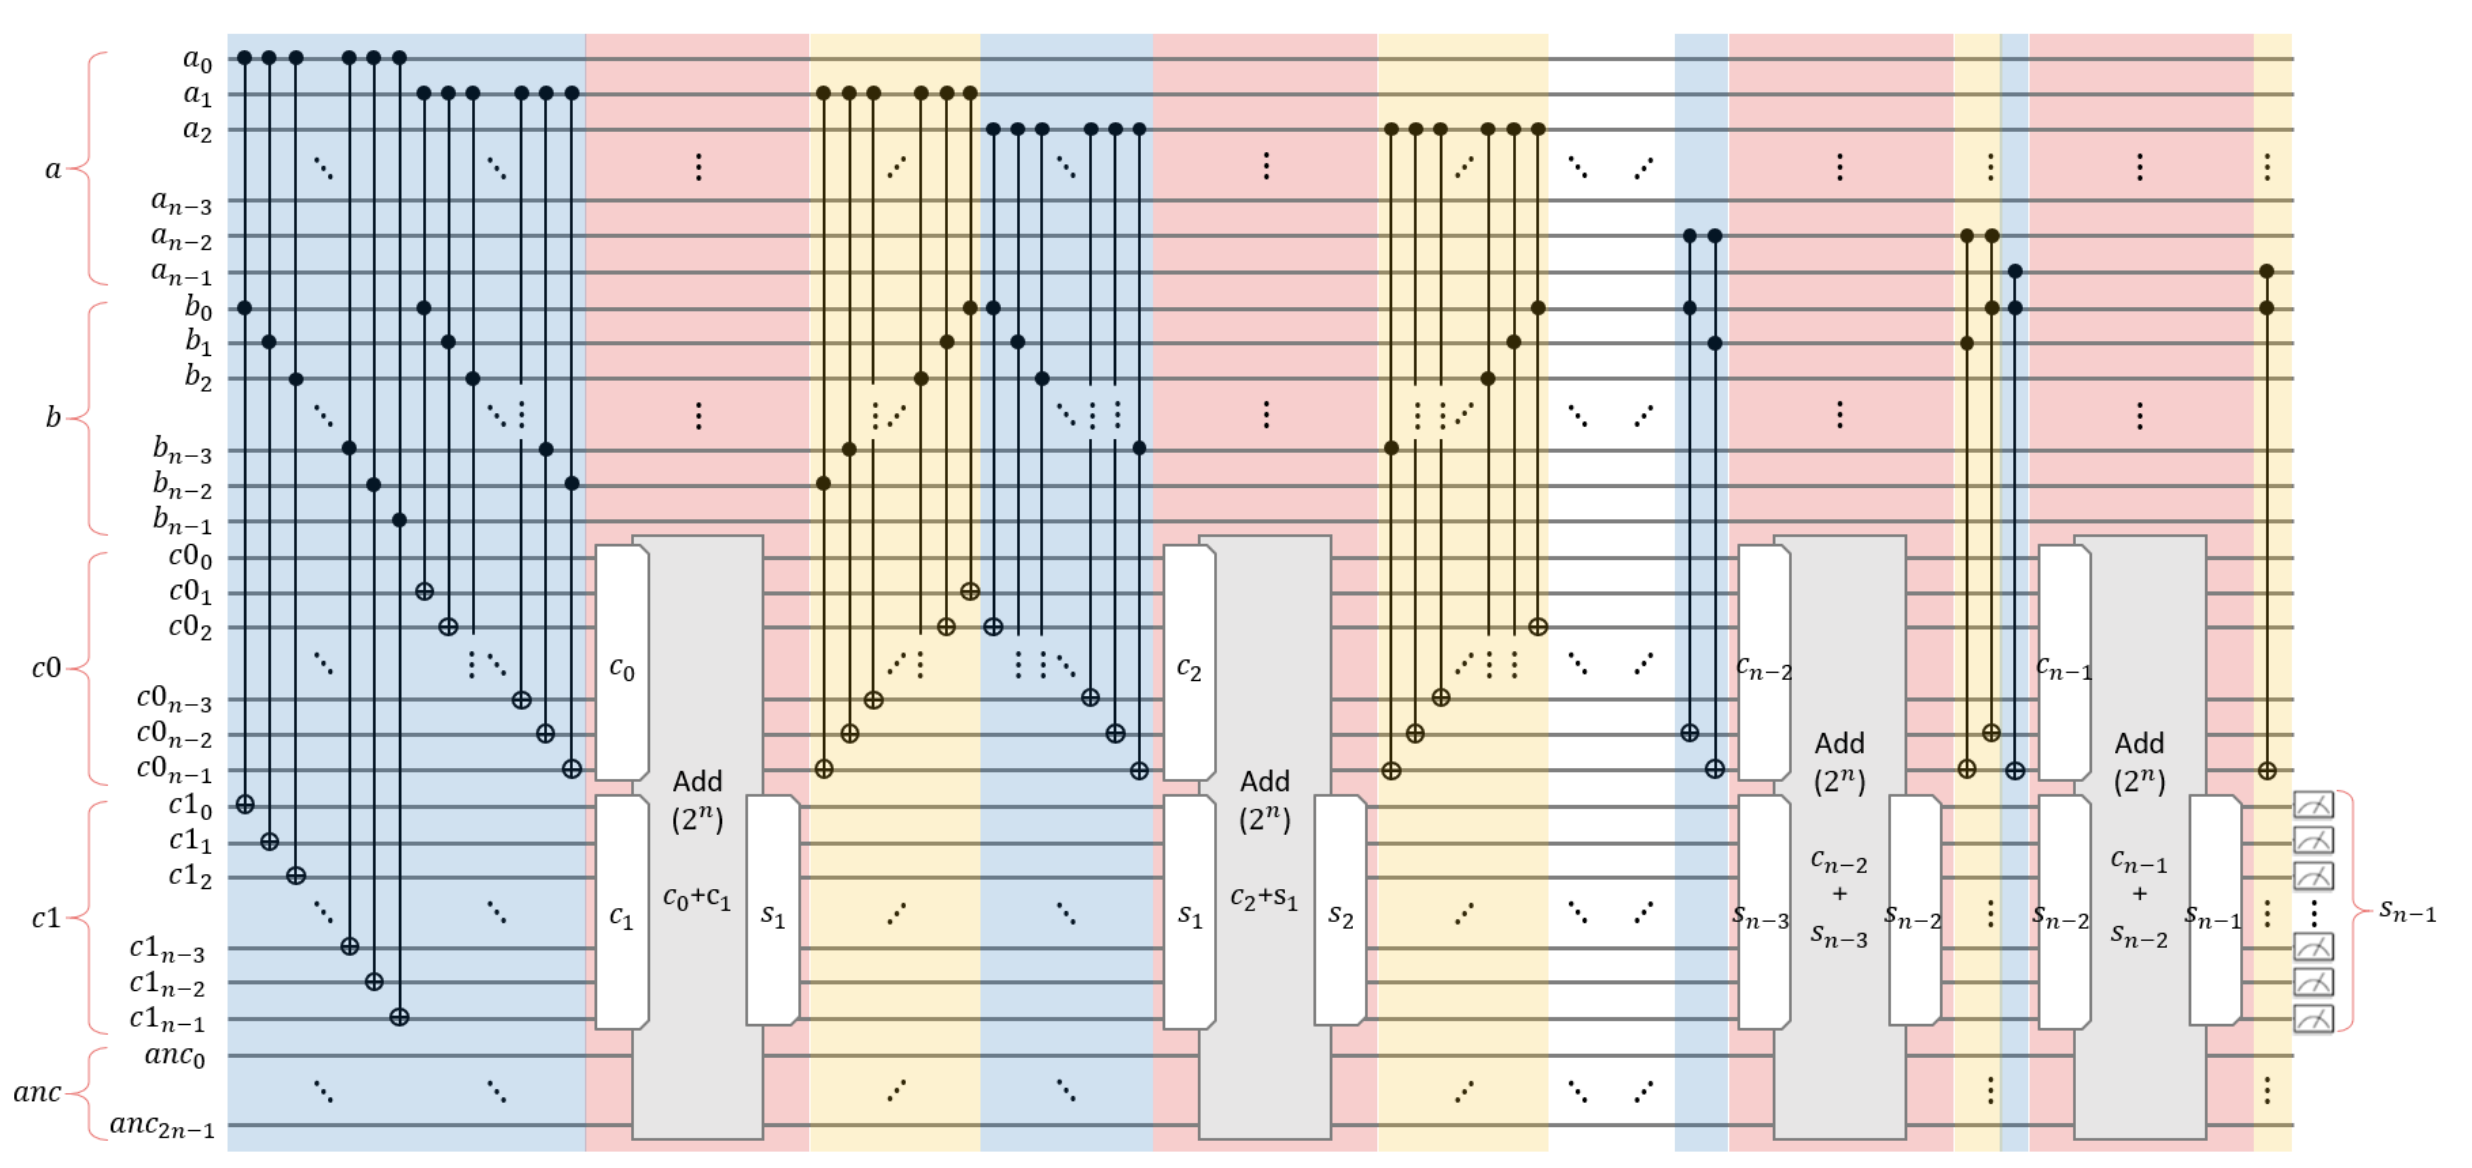 a
a₀
a₁
a₂
aₙ₋₃
aₙ₋₂
aₙ₋₁
b
b₀
b₁
b₂
bₙ₋₃
bₙ₋₂
bₙ₋₁
c0
c0₀
c0₁
c0₂
c0ₙ₋₃
c0ₙ₋₂
c0ₙ₋₁
c1
c1₀
c1₁
c1₂
c1ₙ₋₃
c1ₙ₋₂
c1ₙ₋₁
anc
anc₀
anc₂ₙ₋₁
c₀
c₁
Add
(2ⁿ)
c₀+c₁
s₁
c₂
s₁
Add
(2ⁿ)
c₂+s₁
s₂
cₙ₋₂
sₙ₋₃
Add
(2ⁿ)
cₙ₋₂
+
sₙ₋₃
sₙ₋₂
cₙ₋₁
sₙ₋₂
Add
(2ⁿ)
cₙ₋₁
+
sₙ₋₂
sₙ₋₁
sₙ₋₁